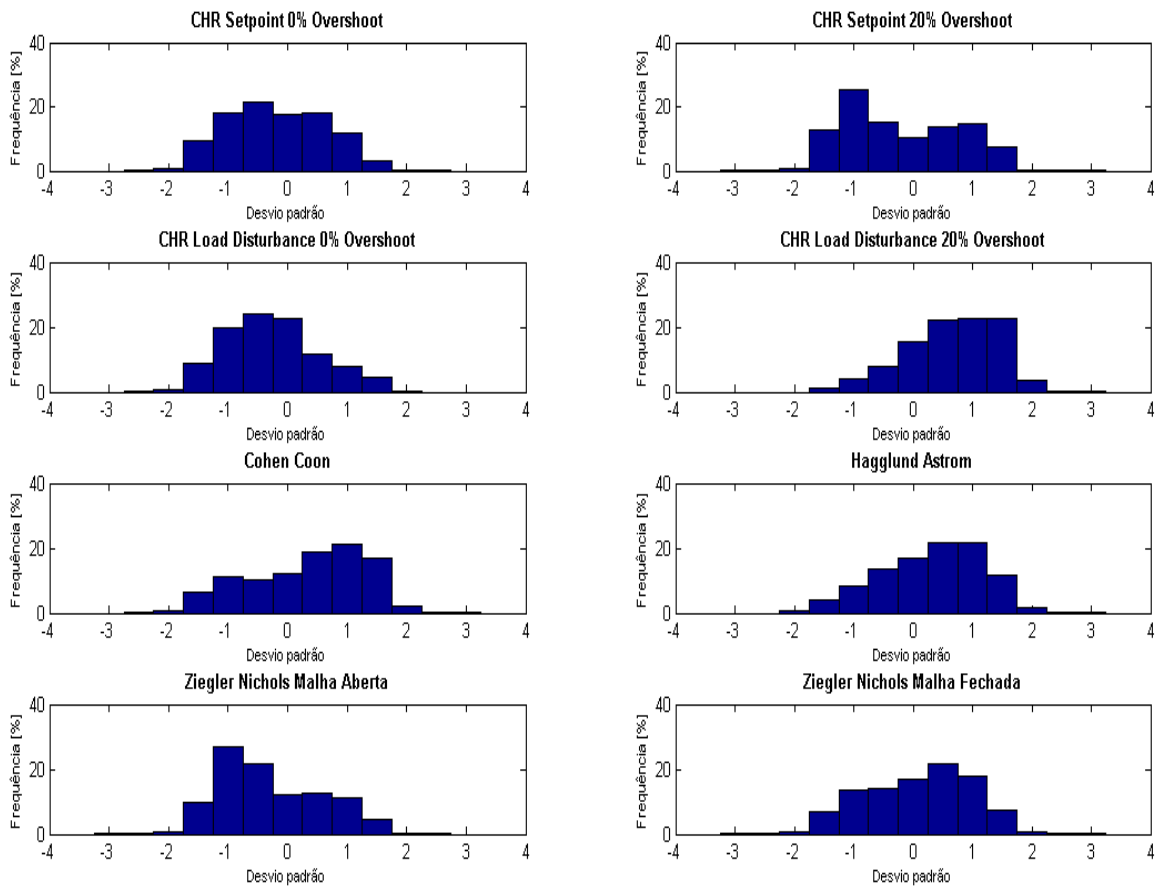 CHR Setpoint 0% Overshoot
Frequência [%]
40
20
0
-4 -3 -2 -1 0 1 2 3 4
Desvio padrão
CHR Setpoint 20% Overshoot
Frequência [%]
40
20
0
-4 -3 -2 -1 0 1 2 3 4
Desvio padrão
CHR Load Disturbance 0% Overshoot
Frequência [%]
40
20
0
-4 -3 -2 -1 0 1 2 3 4
Desvio padrão
CHR Load Disturbance 20% Overshoot
Frequência [%]
40
20
0
-4 -3 -2 -1 0 1 2 3 4
Desvio padrão
Cohen Coon
Frequência [%]
40
20
0
-4 -3 -2 -1 0 1 2 3 4
Desvio padrão
Hagglund Astrom
Frequência [%]
40
20
0
-4 -3 -2 -1 0 1 2 3 4
Desvio padrão
Ziegler Nichols Malha Aberta
Frequência [%]
40
20
0
-4 -3 -2 -1 0 1 2 3 4
Desvio padrão
Ziegler Nichols Malha Fechada
Frequência [%]
40
20
0
-4 -3 -2 -1 0 1 2 3 4
Desvio padrão